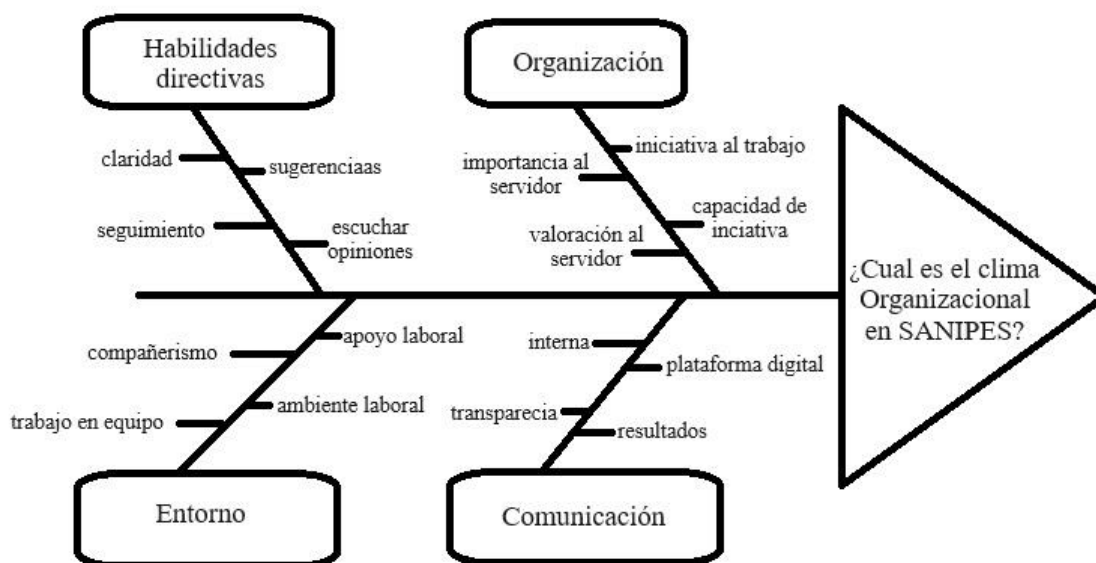 Habilidades
directivas
Organización
claridad
sugerenciaas
seguimiento
escuchar
opiniones
iniciativa al trabajo
importancia al
servidor
capacidad de
inciativa
valoración al
servidor
¿Cual es el clima
Organizacional
en SANIPES?
apoyo laboral
compañerismo
ambiente laboral
trabajo en equipo
interna
plataforma digital
transparecia
resultados
Entorno
Comunicación